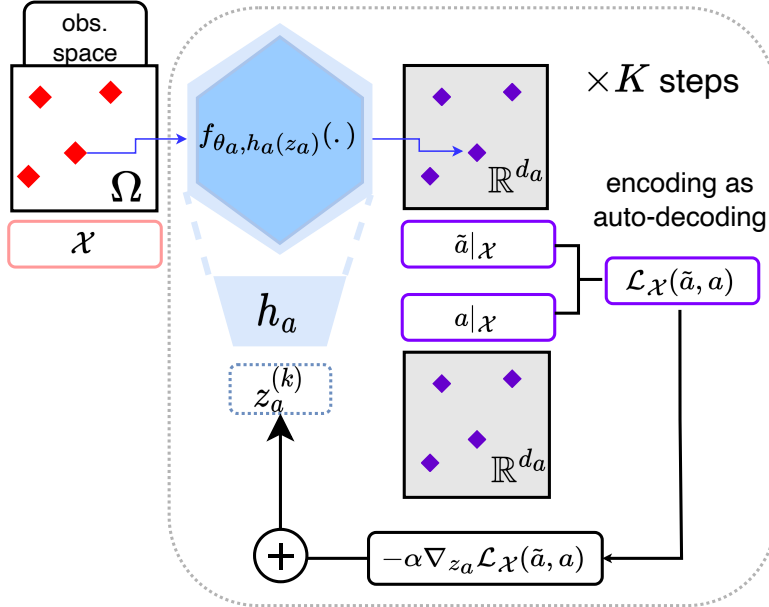 obs.
space
Ω
𝒳
f_{θ_a, h_a(z_a)}(.)
h_a
z_a^{(k)}
+
×K steps
ℝ^{d_a}
encoding as
auto-decoding
ã|_𝒳
a|_𝒳
ℒ_𝒳(ã, a)
ℝ^{d_a}
−α∇_{z_a}ℒ_𝒳(ã, a)